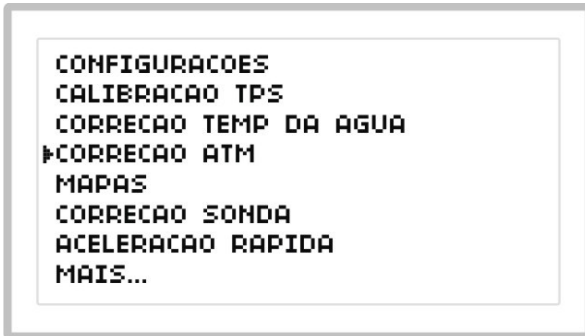 CONFIGURACOES
CALIBRACAO TPS
CORRECAO TEMP DA AGUA
CORRECAO ATM
MAPAS
CORRECAO SONDA
ACELERACAO RAPIDA
MAIS...